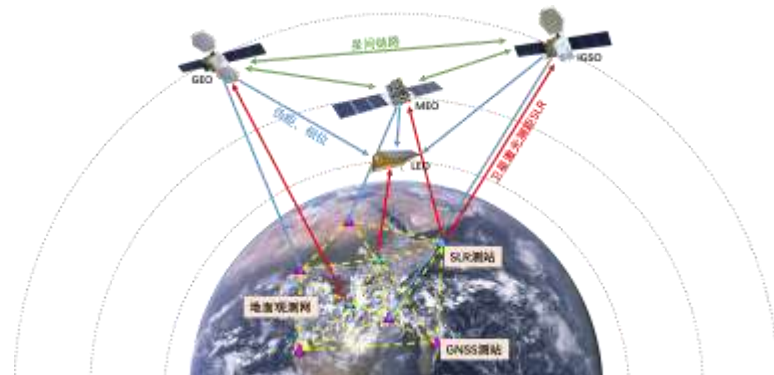 星间链路
GEO
IGSO
MEO
伪距、相位
卫星激光测距SLR
LEO
SLR测站
地面观测网
GNSS测站